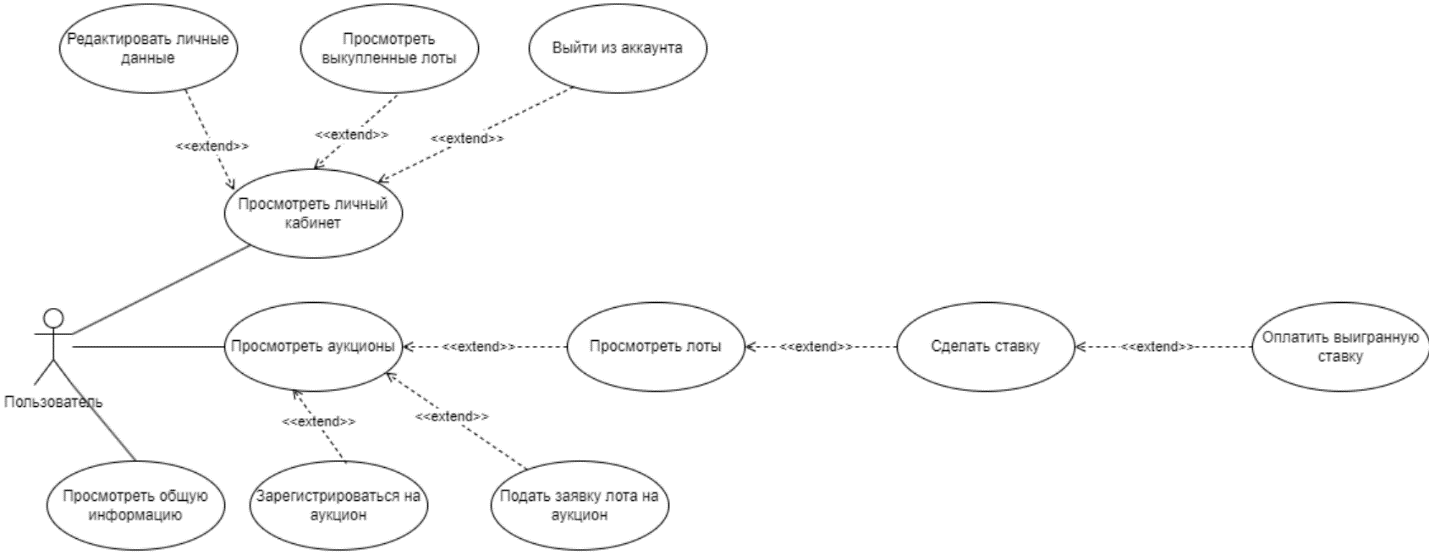 Редактировать личные
данные
Просмотреть
выкупленные лоты
Выйти из аккаунта
<<extend>>
<<extend>>
<<extend>>
Просмотреть личный
кабинет
Просмотреть аукционы
<<extend>>
Просмотреть лоты
<<extend>>
Сделать ставку
<<extend>>
Оплатить выигранную
ставку
Пользователь
<<extend>>
<<extend>>
Просмотреть общую
информацию
Зарегистрироваться на
аукцион
Подать заявку лота на
аукцион